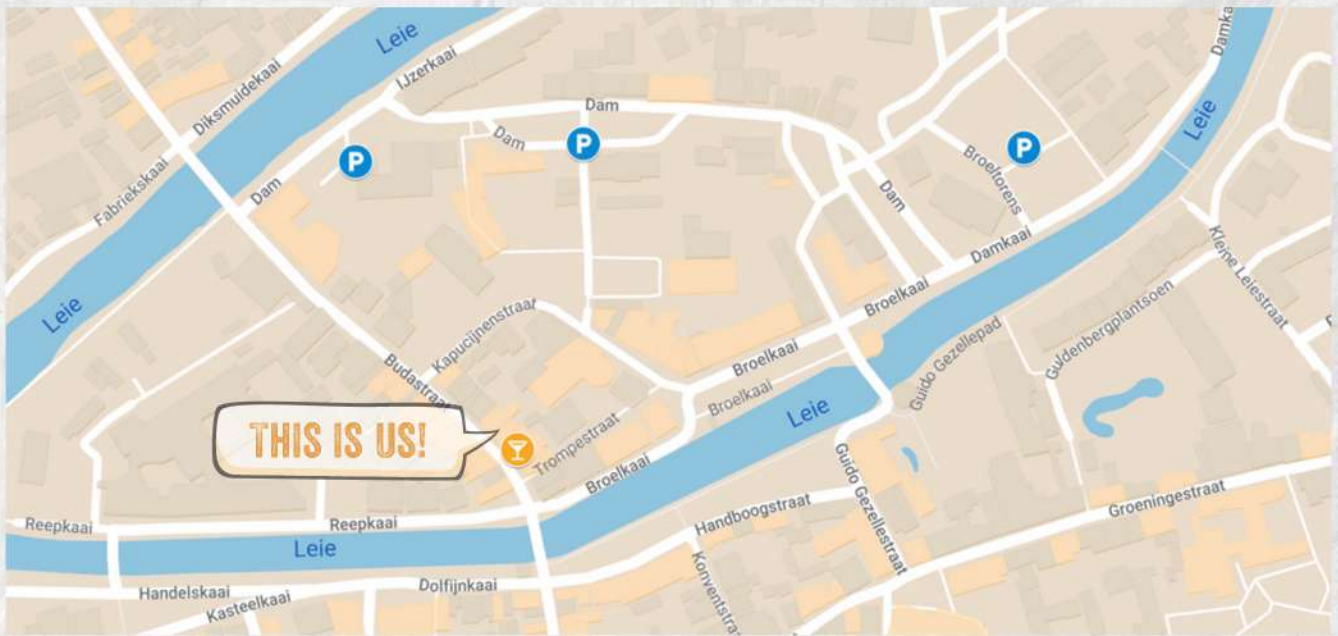 Leie
Damka
IJzerkaai
Diksmuidekaai
Dam
P
Leie
P
Dam
P
Broeltorens
Fabriekskaai
Dam
Dam
Damkaai
Kleine Leiestraat
Leie
Kapucijnenstraat
Broelkaai
Guldenbergplantsoen
Budastraat
Broelkaai
Guido Gezellepad
Broelkaai
Leie
THIS IS US!
Trompestraat
Broelkaai
Guido Gezellestraat
Groeningestraat
Reepkaai
Reepkaai
Handboogstraat
Leie
Handelskaai
Dolfijnkaai
Konventstra
Kasteelkaai